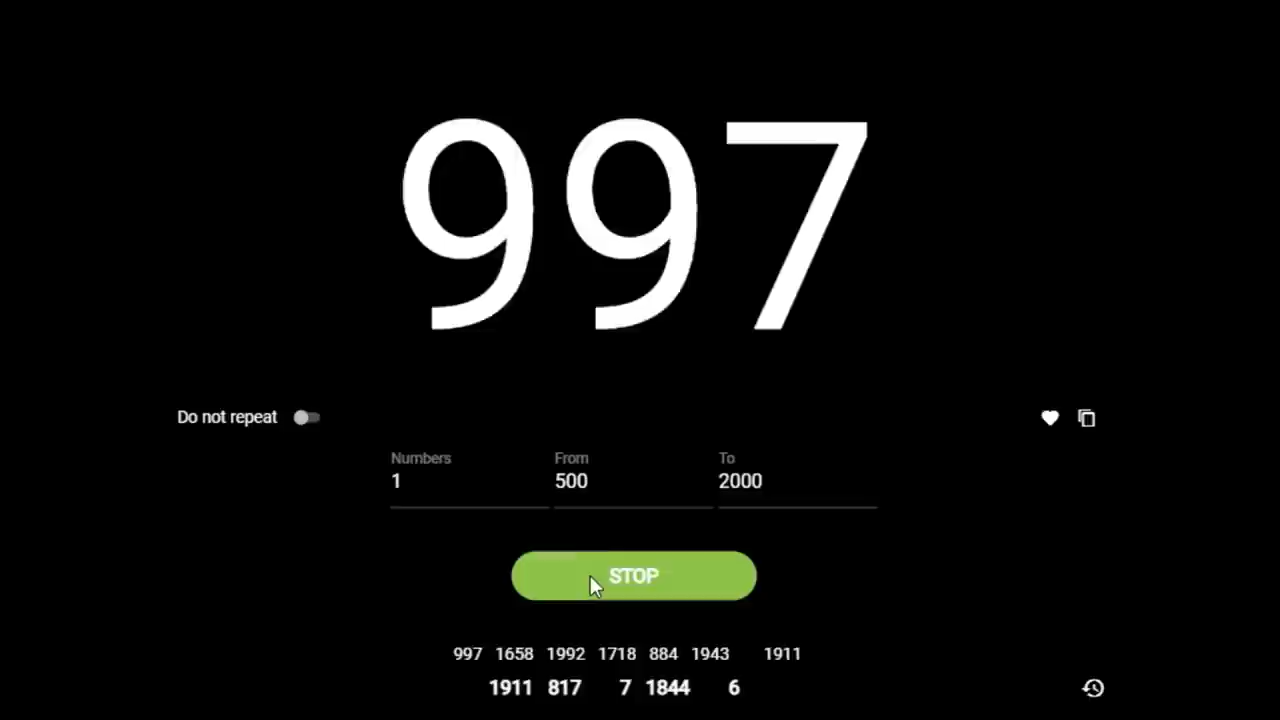 997
Do not repeat
Numbers From To
1 500 2000
STOP
997 1658 1992 1718 884 1943 1911
1911 817 7 1844 6